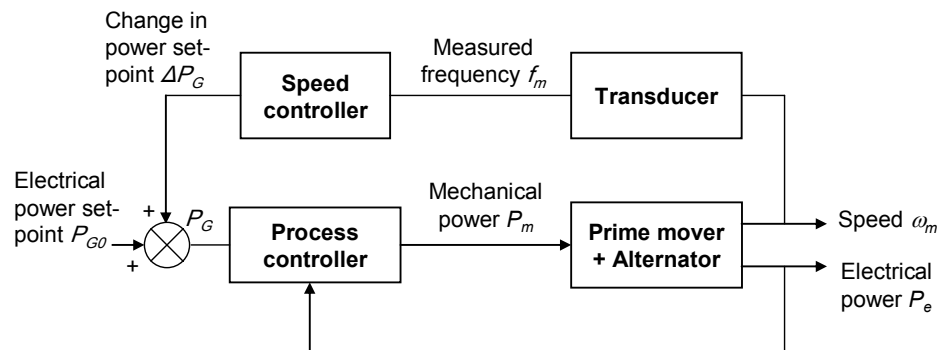 Change in
power set-
point ΔP_G
Speed
controller
Measured
frequency f_m
Transducer
Electrical
power set-
point P_G0
+
+
P_G
Process
controller
Mechanical
power P_m
Prime mover
+ Alternator
Speed ω_m
Electrical
power P_e